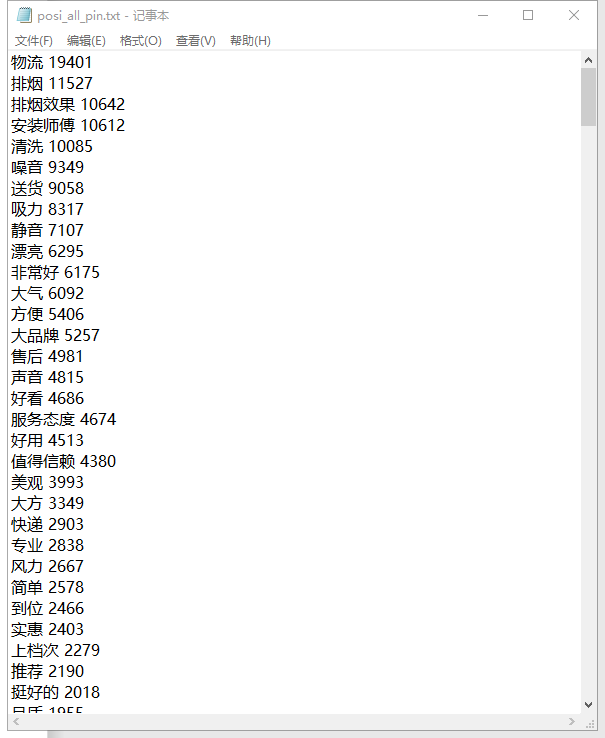 posi_all_pin.txt - 记事本
文件(F) 编辑(E) 格式(O) 查看(V) 帮助(H)
物流 19401
排烟 11527
排烟效果 10642
安装师傅 10612
清洗 10085
噪音 9349
送货 9058
吸力 8317
静音 7107
漂亮 6295
非常好 6175
大气 6092
方便 5406
大品牌 5257
售后 4981
声音 4815
好看 4686
服务态度 4674
好用 4513
值得信赖 4380
美观 3993
大方 3349
快递 2903
专业 2838
风力 2667
简单 2578
到位 2466
实惠 2403
上档次 2279
推荐 2190
挺好的 2018
品质 1955